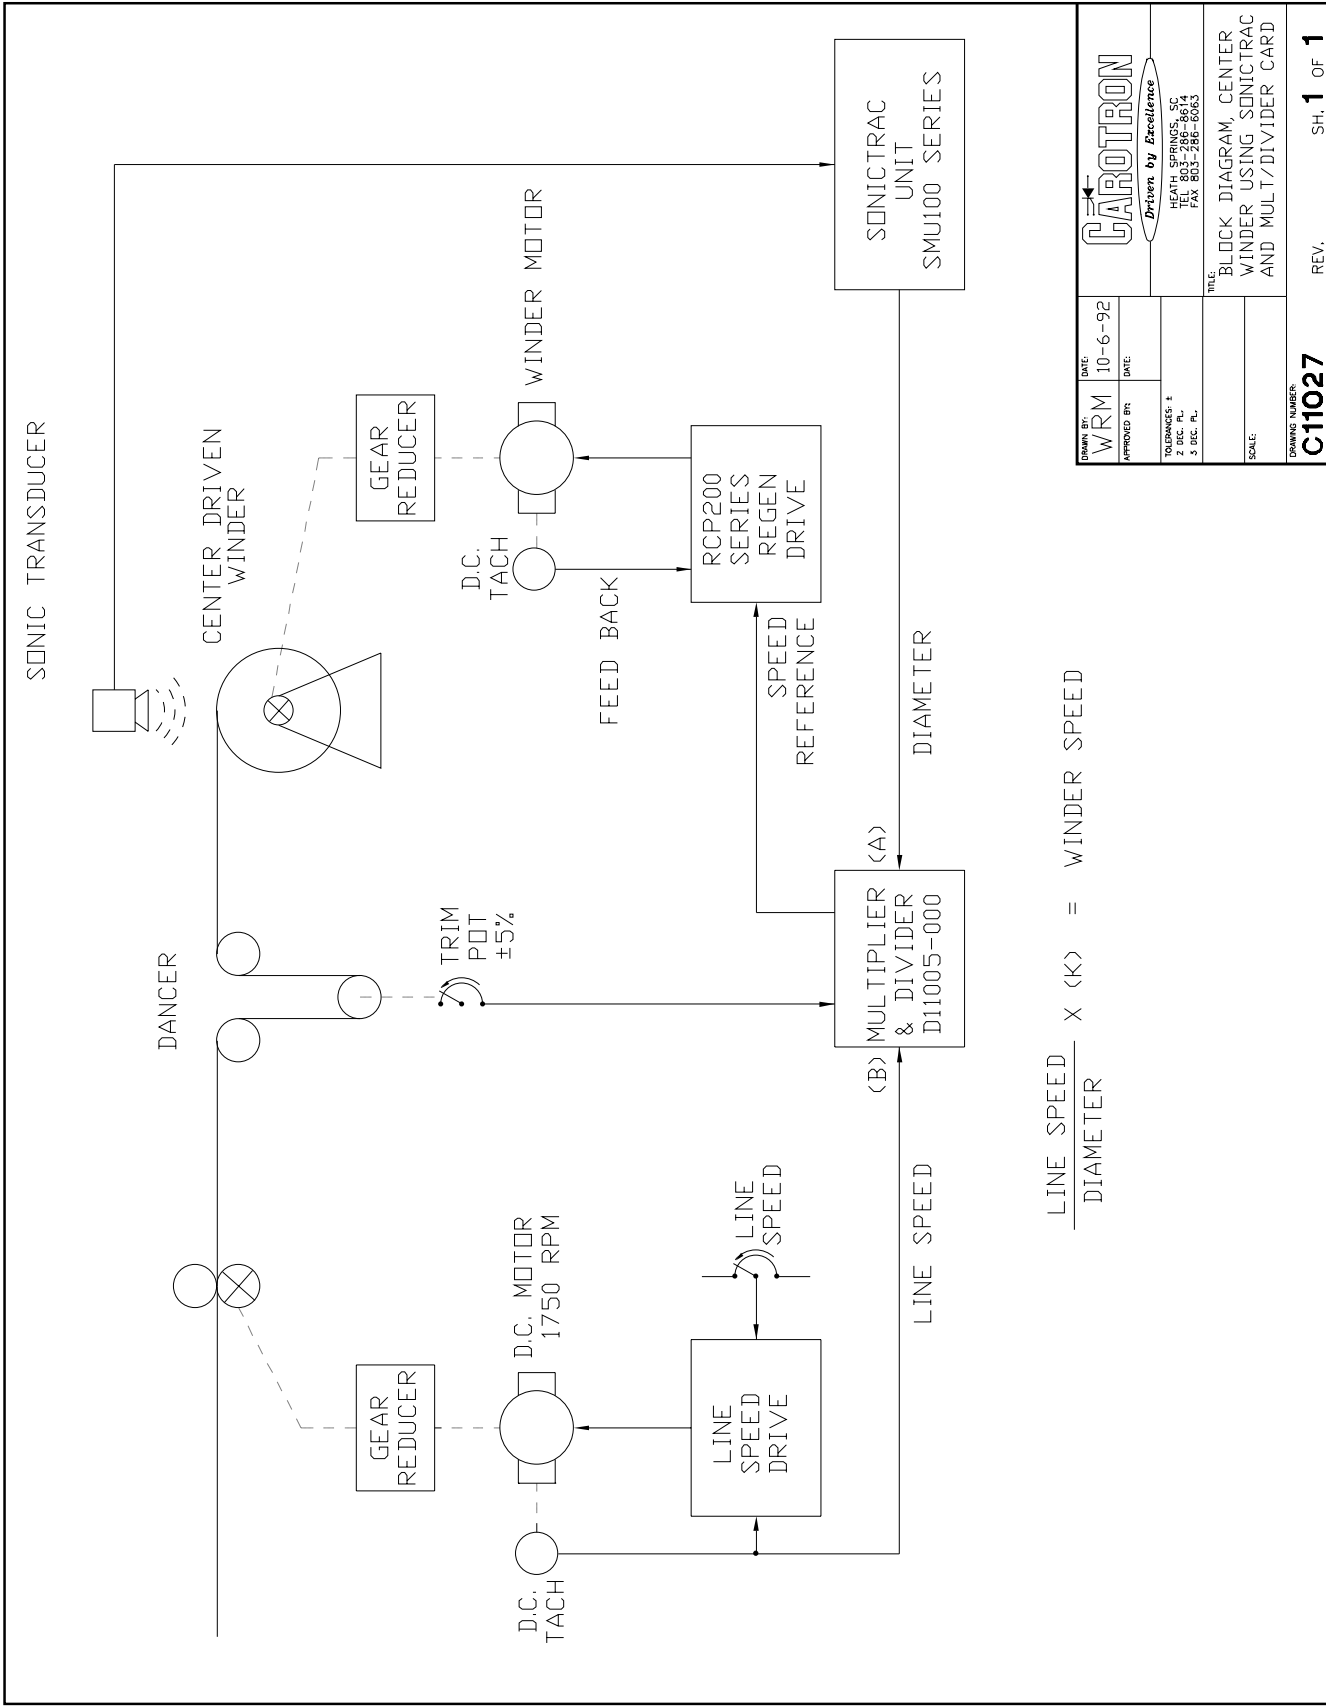 SONIC TRANSDUCER
CENTER DRIVEN
WINDER
DANCER
GEAR
REDUCER
GEAR
REDUCER
TRIM
POT
±5%
WINDER MOTOR
D.C.
TACH
FEED BACK
D.C. MOTOR
1750 RPM
D.C.
TACH
LINE
SPEED
DRIVE
LINE
SPEED
RCP200
SERIES
REGEN
DRIVE
SPEED
REFERENCE
SONICTRAC
UNIT
SMU100 SERIES
(B)
MULTIPLIER
& DIVIDER
D11005-000
(A)
LINE SPEED
DIAMETER
LINE SPEED
DIAMETER
X (K) = WINDER SPEED
DRAWN BY:
WRM
DATE:
10-6-92
APPROVED BY:
DATE:
TOLERANCES: ±
2 DEC. PL.
3 DEC. PL.
SCALE:
CAROTRON
Driven by Excellence
HEATH SPRINGS, SC
TEL 803-286-8614
FAX 803-286-6063
TITLE:
BLOCK DIAGRAM, CENTER
WINDER USING SONICTRAC
AND MULT/DIVIDER CARD
DRAWING NUMBER:
C11027
REV.
SH. 1 OF 1